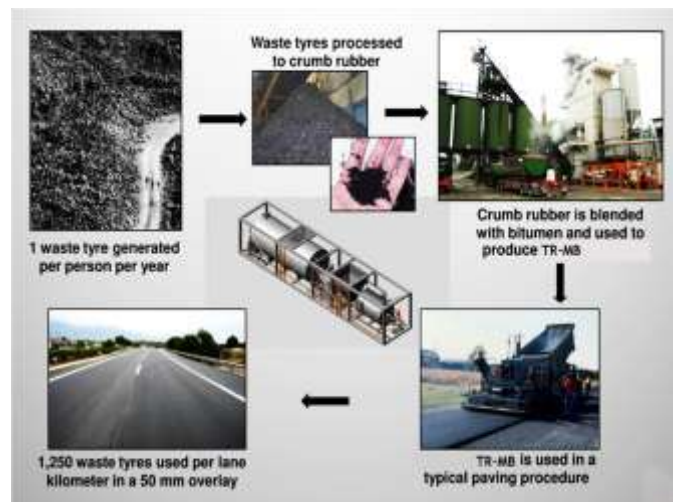 Waste tyres processed
to crumb rubber
1 waste tyre generated
per person per year
Crumb rubber is blended
with bitumen and used to
produce TR-MB
1,250 waste tyres used per lane
kilometer in a 50 mm overlay
TR-MB is used in a
typical paving procedure